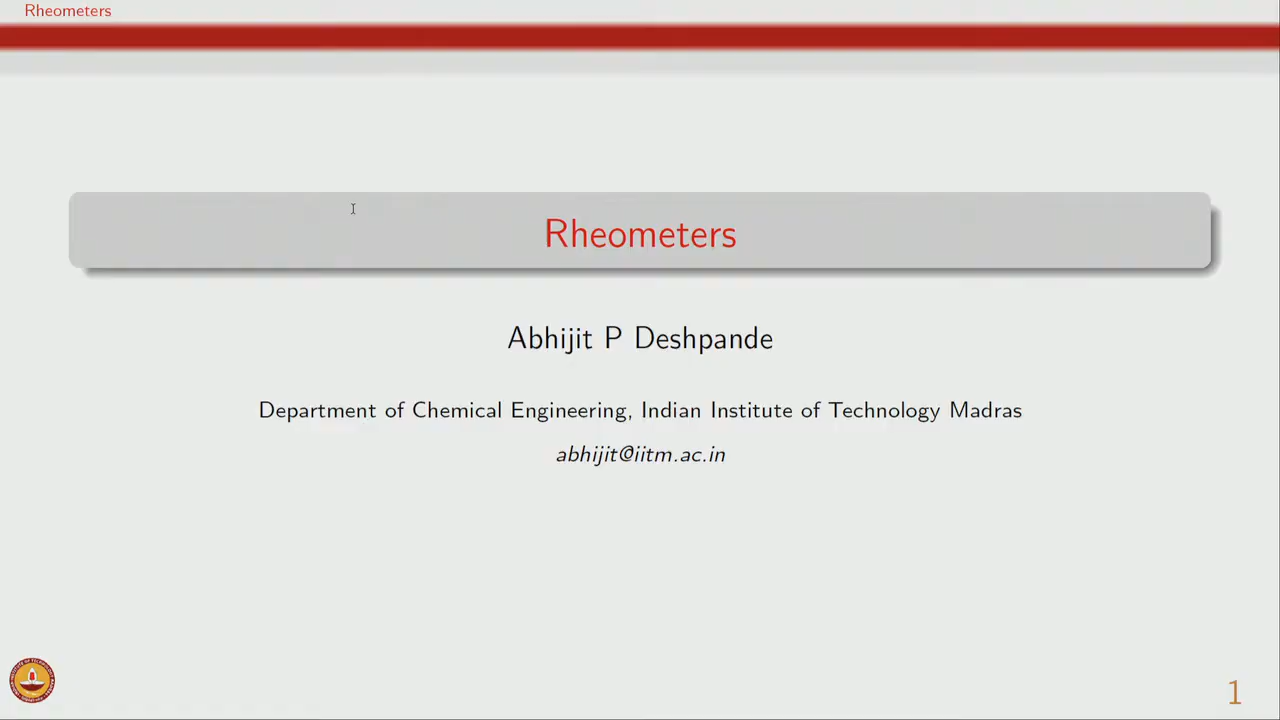 Rheometers
Rheometers
Abhijit P Deshpande
Department of Chemical Engineering, Indian Institute of Technology Madras
abhijit@iitm.ac.in
1